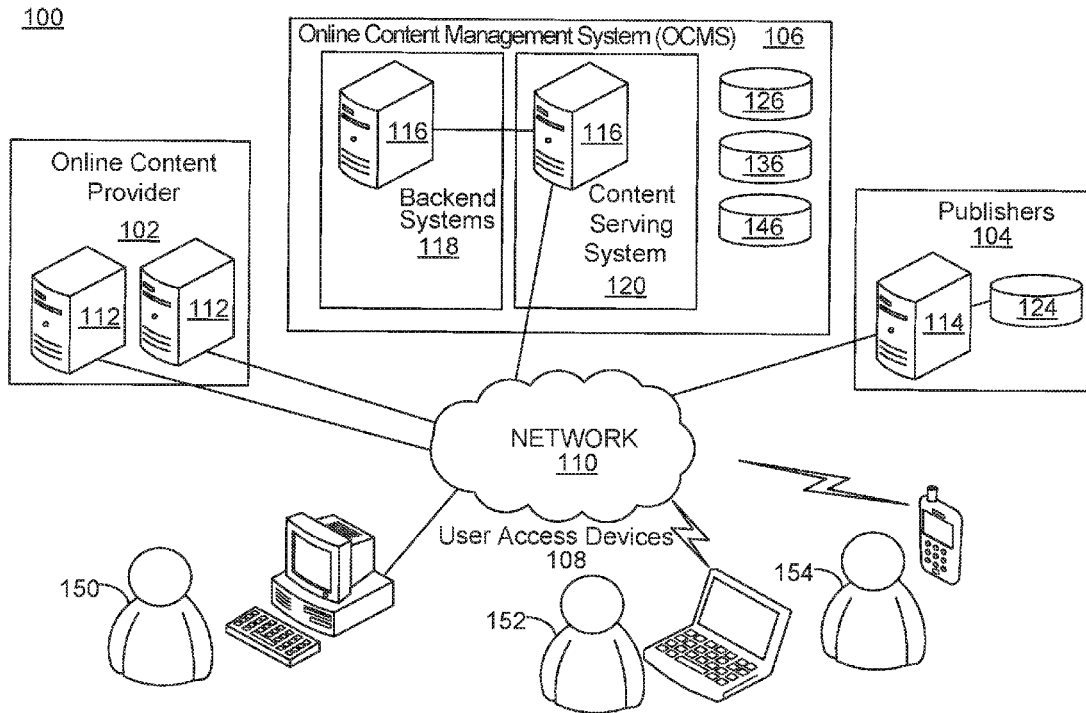 100
Online Content Management System (OCMS) 106
116
116
Backend
Systems
118
Content
Serving
System
120
126
136
146
Online Content
Provider
102
112
112
Publishers
104
114
124
NETWORK
110
User Access Devices
108
150
152
154